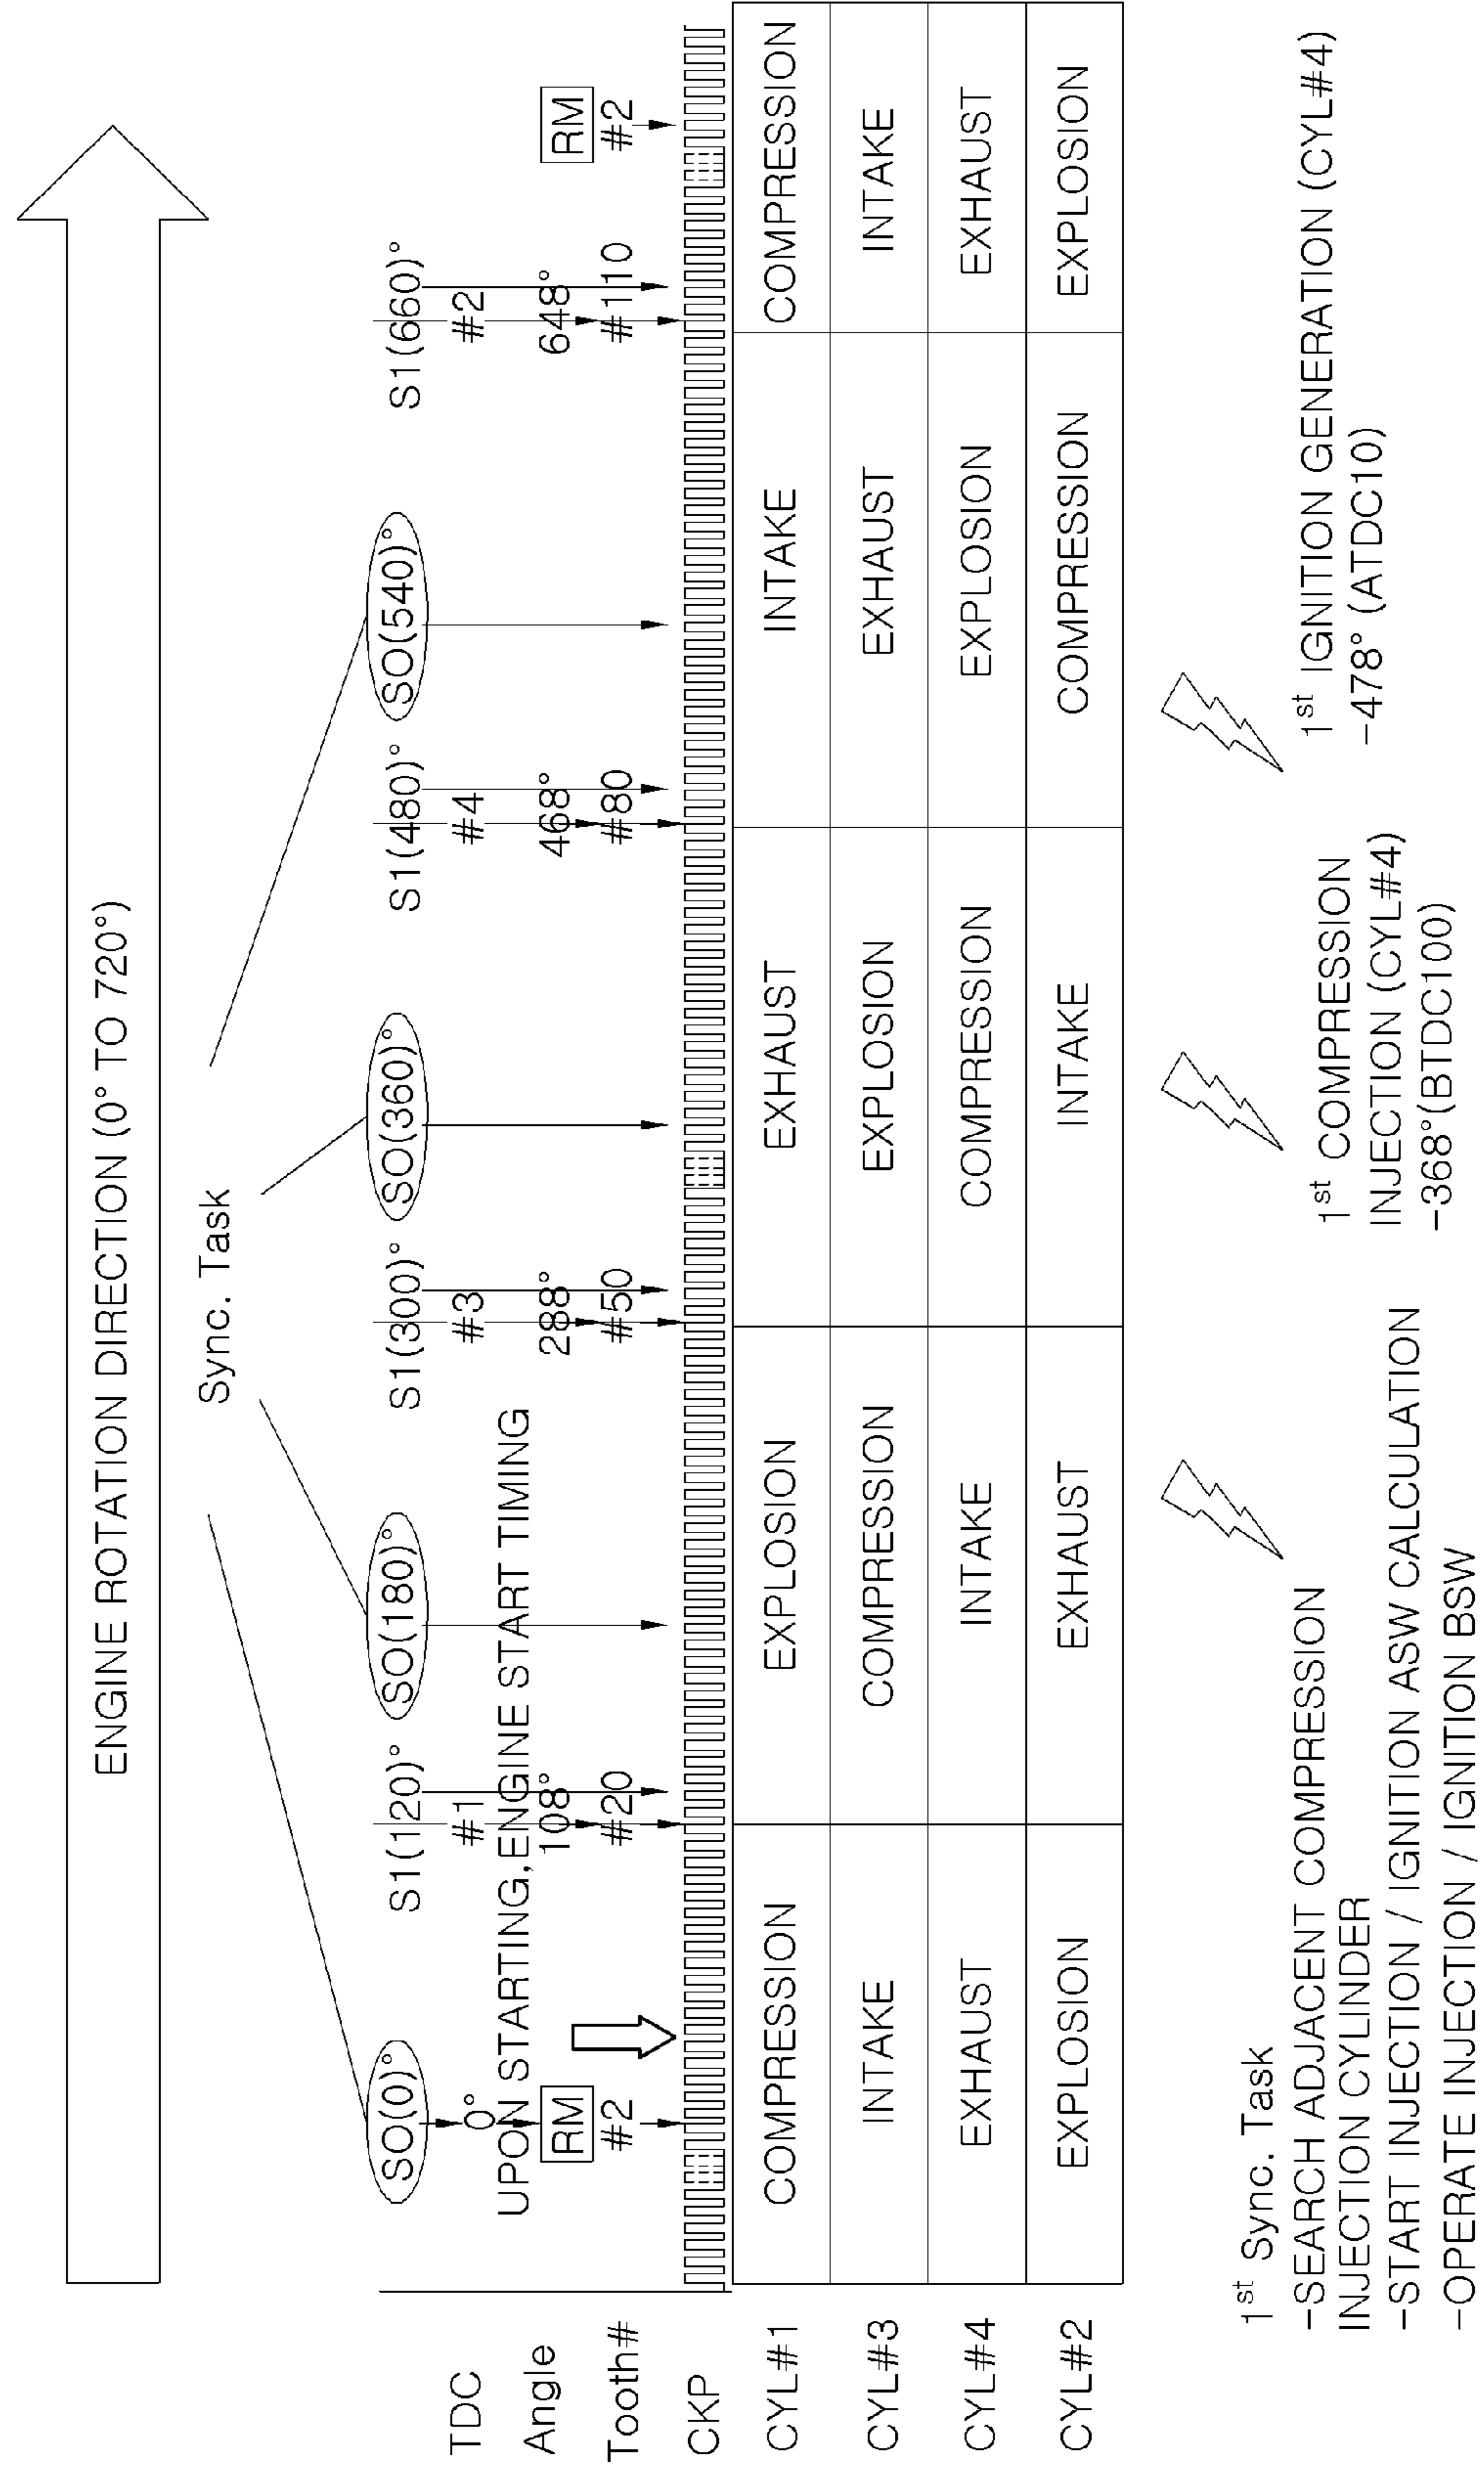 ENGINE ROTATION DIRECTION (0° TO 720°)
Sync. Task
SO(0)°
S1(120)°
SO(180)°
S1(300)°
SO(360)°
S1(480)°
SO(540)°
S1(660)°
TDC
0°
#1
#3
#4
#2
UPON STARTING, ENGINE START TIMING
Angle
RM
108°
288°
468°
648°
RM
Tooth#
#2
#20
#50
#80
#110
#2
CKP
CYL#1
COMPRESSION
EXPLOSION
EXHAUST
INTAKE
COMPRESSION
CYL#3
INTAKE
COMPRESSION
EXPLOSION
EXHAUST
INTAKE
CYL#4
EXHAUST
INTAKE
COMPRESSION
EXPLOSION
EXHAUST
CYL#2
EXPLOSION
EXHAUST
INTAKE
COMPRESSION
EXPLOSION
1st Sync. Task
-SEARCH ADJACENT COMPRESSION
INJECTION CYLINDER
-START INJECTION / IGNITION ASW CALCULATION
-OPERATE INJECTION / IGNITION BSW
1st COMPRESSION
INJECTION (CYL#4)
-368°(BTDC100)
1st IGNITION GENERATION (CYL#4)
-478° (ATDC10)